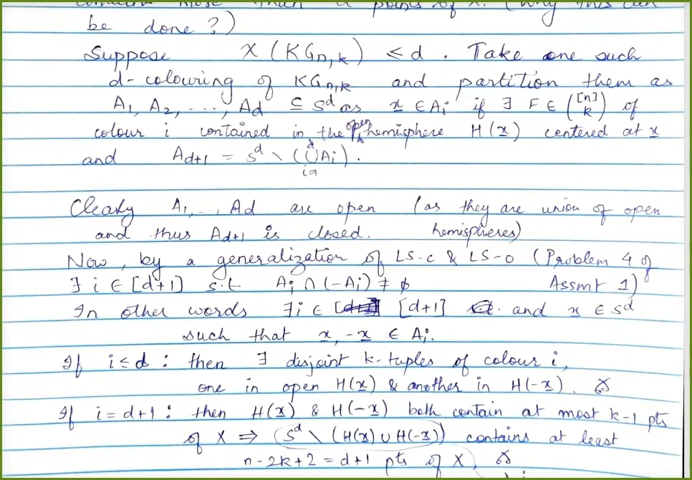 be done?)
Suppose χ(KG_{n,k}) ≤ d. Take one such
d-colouring of KG_{n,k} and partition them as
A_1, A_2, ..., A_d ⊆ S^d as x ∈ A_i if ∃ F ∈ ([n] k) of
colour i contained in the open hemisphere H(x) centered at x
and A_{d+1} = S^d \ (⋃_{i=1}^{d} A_i).
Clearly A_1, .., A_d are open (as they are union of open
and thus A_{d+1} is closed. hemispheres)
Now, by a generalization of LS-c & LS-o (Problem 4 of
∃ i ∈ [d+1] s.t. A_i ∩ (-A_i) ≠ ϕ Assmt 1)
In other words ∃ i ∈ [d+1] and x ∈ S^d
such that x, -x ∈ A_i.
If i ≤ d : then ∃ disjoint k-tuples of colour i,
one in open H(x) & another in H(-x).
If i = d+1 : then H(x) & H(-x) both contain at most k-1 pts
of X ⇒ S^d \ (H(x) ∪ H(-x)) contains at least
n-2k+2 = d+1 pts of X,